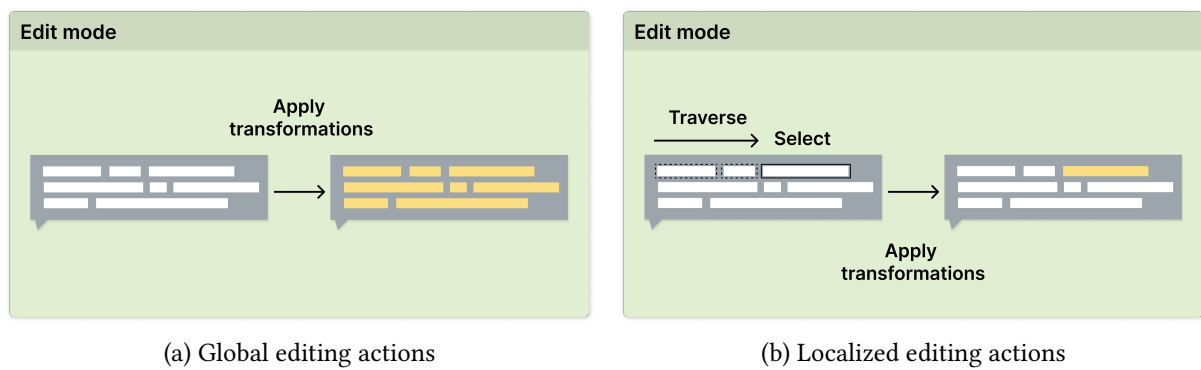 Edit mode
Apply
transformations
(a) Global editing actions
Edit mode
Traverse
Select
Apply
transformations
(b) Localized editing actions